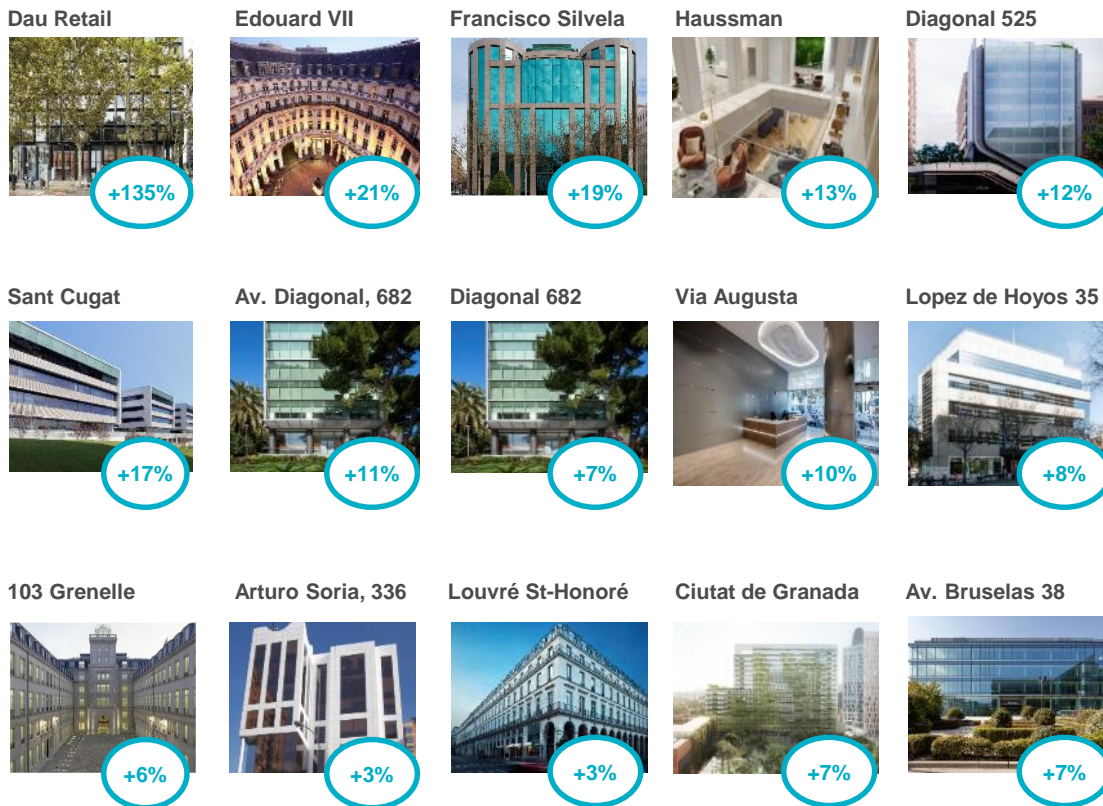 Dau Retail
Edouard VII
Francisco Silvela
Haussman
Diagonal 525
+135%
+21%
+19%
+13%
+12%
Sant Cugat
Av. Diagonal, 682
Diagonal 682
Via Augusta
Lopez de Hoyos 35
+17%
+11%
+7%
+10%
+8%
103 Grenelle
Arturo Soria, 336
Louvré St-Honoré
Ciutat de Granada
Av. Bruselas 38
+6%
+3%
+3%
+7%
+7%